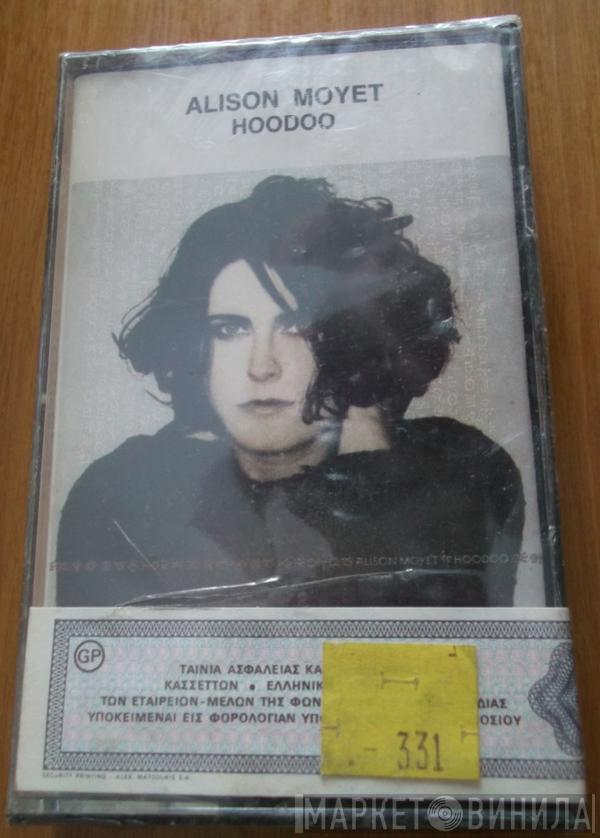 ALISON MOYET
HOODOO
ALISON MOYET HOODOO
GP
ΤΑΙΝΙΑ ΑΣΦΑΛΕΙΑΣ ΚΑ
ΚΑΣΣΕΤΤΩΝ • ΕΛΛΗΝΙΚ
ΤΩΝ ΕΤΑΙΡΕΙΩΝ-ΜΕΛΩΝ ΤΗΣ ΦΩΝ ΔΙΑΣ
ΥΠΟΚΕΙΜΕΝΑΙ ΕΙΣ ΦΟΡΟΛΟΓΙΑΝ ΥΠ ΟΣΙΟΥ
331
SECURITY PRINTING - ALEX. MATSOUKIS S.A.
МАРКЕТ ВИНИЛА